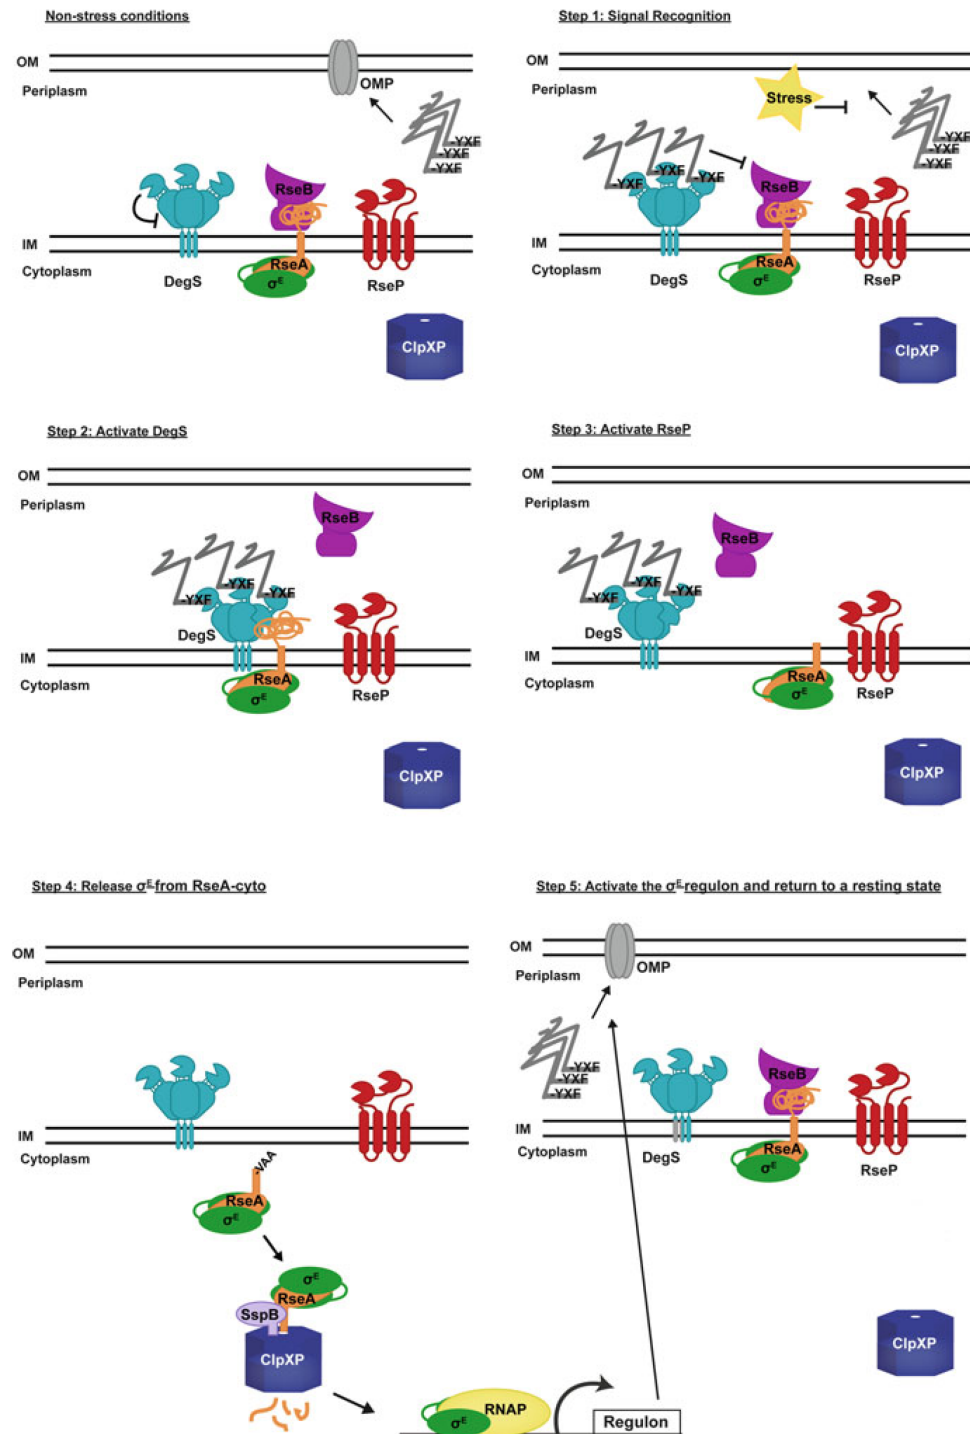 Non-stress conditions
OM
Periplasm
OMP
-YXF
-YXF
-YXF
RseB
IM
Cytoplasm
DegS
RseA
σE
RseP
ClpXP
Step 1: Signal Recognition
OM
Periplasm
Stress
-YXF
-YXF
-YXF
-YXF
-YXF
-YXF
RseB
IM
Cytoplasm
DegS
RseA
σE
RseP
ClpXP
Step 2: Activate DegS
OM
Periplasm
RseB
-YXF
-YXF
-YXF
DegS
IM
Cytoplasm
RseA
σE
RseP
ClpXP
Step 3: Activate RseP
OM
Periplasm
RseB
-YXF
-YXF
-YXF
DegS
IM
Cytoplasm
RseA
σE
RseP
ClpXP
Step 4: Release σE from RseA-cyto
OM
Periplasm
IM
Cytoplasm
-VAA
RseA
σE
σE
RseA
SspB
ClpXP
RNAP
σE
Regulon
Step 5: Activate the σE regulon and return to a resting state
OM
Periplasm
OMP
-YXF
-YXF
-YXF
RseB
IM
Cytoplasm
DegS
RseA
σE
RseP
ClpXP